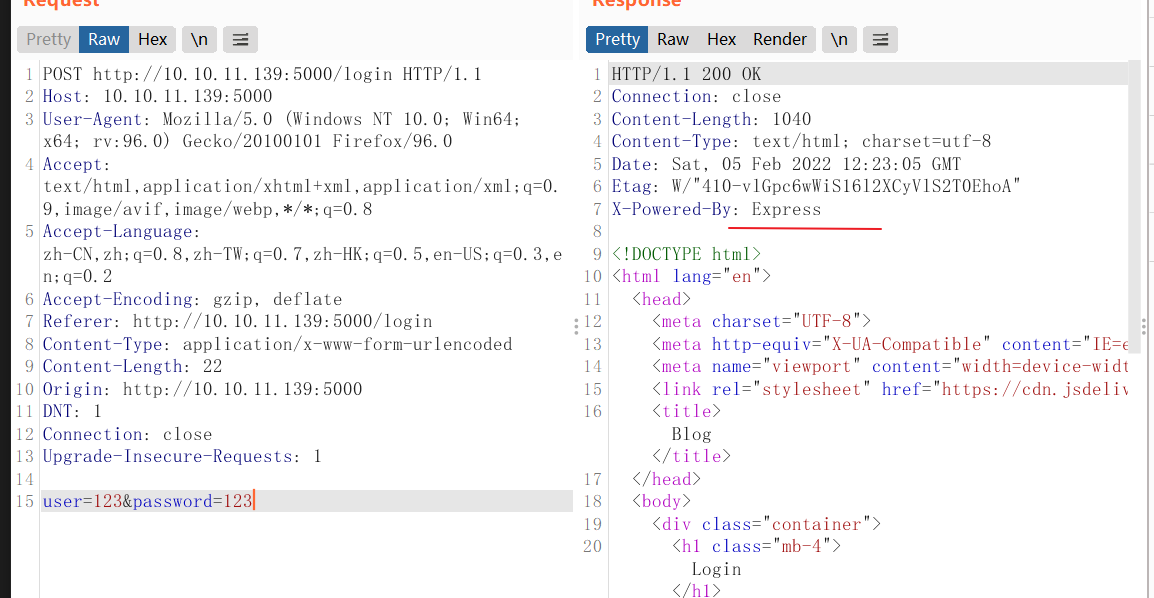 Request
Pretty Raw Hex \n
1 POST http://10.10.11.139:5000/login HTTP/1.1
2 Host: 10.10.11.139:5000
3 User-Agent: Mozilla/5.0 (Windows NT 10.0; Win64;
x64; rv:96.0) Gecko/20100101 Firefox/96.0
4 Accept:
text/html,application/xhtml+xml,application/xml;q=0.
9,image/avif,image/webp,*/*;q=0.8
5 Accept-Language:
zh-CN,zh;q=0.8,zh-TW;q=0.7,zh-HK;q=0.5,en-US;q=0.3,e
n;q=0.2
6 Accept-Encoding: gzip, deflate
7 Referer: http://10.10.11.139:5000/login
8 Content-Type: application/x-www-form-urlencoded
9 Content-Length: 22
10 Origin: http://10.10.11.139:5000
11 DNT: 1
12 Connection: close
13 Upgrade-Insecure-Requests: 1
14
15 user=123&password=123
Response
Pretty Raw Hex Render \n
1 HTTP/1.1 200 OK
2 Connection: close
3 Content-Length: 1040
4 Content-Type: text/html; charset=utf-8
5 Date: Sat, 05 Feb 2022 12:23:05 GMT
6 Etag: W/"410-vlGpc6wWiS16l2XCyVlS2T0EhoA"
7 X-Powered-By: Express
8
9 <!DOCTYPE html>
10 <html lang="en">
11 <head>
12 <meta charset="UTF-8">
13 <meta http-equiv="X-UA-Compatible" content="IE=e
14 <meta name="viewport" content="width=device-widt
15 <link rel="stylesheet" href="https://cdn.jsdeliv
16 <title>
Blog
</title>
17 </head>
18 <body>
19 <div class="container">
20 <h1 class="mb-4">
Login
</h1>